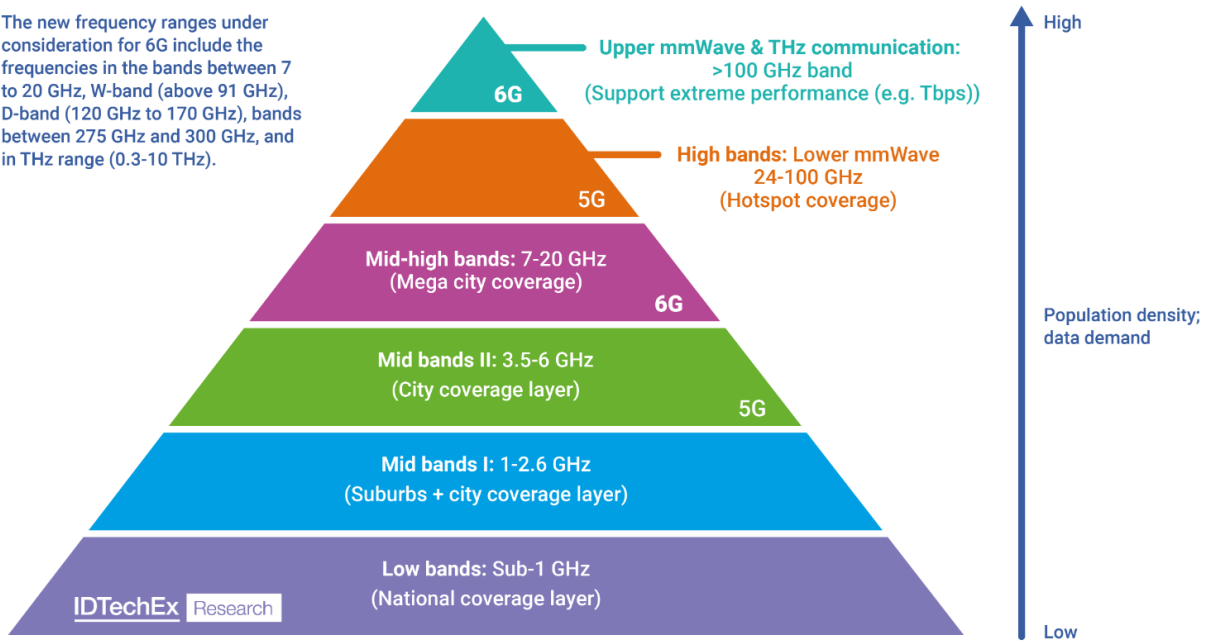 The new frequency ranges under
consideration for 6G include the
frequencies in the bands between 7
to 20 GHz, W-band (above 91 GHz),
D-band (120 GHz to 170 GHz), bands
between 275 GHz and 300 GHz, and
in THz range (0.3-10 THz).
6G
Upper mmWave & THz communication:
>100 GHz band
(Support extreme performance (e.g. Tbps))
5G
High bands: Lower mmWave
24-100 GHz
(Hotspot coverage)
Mid-high bands: 7-20 GHz
(Mega city coverage)
6G
Mid bands II: 3.5-6 GHz
(City coverage layer)
5G
Mid bands I: 1-2.6 GHz
(Suburbs + city coverage layer)
Low bands: Sub-1 GHz
(National coverage layer)
IDTechEx Research
High
Population density;
data demand
Low